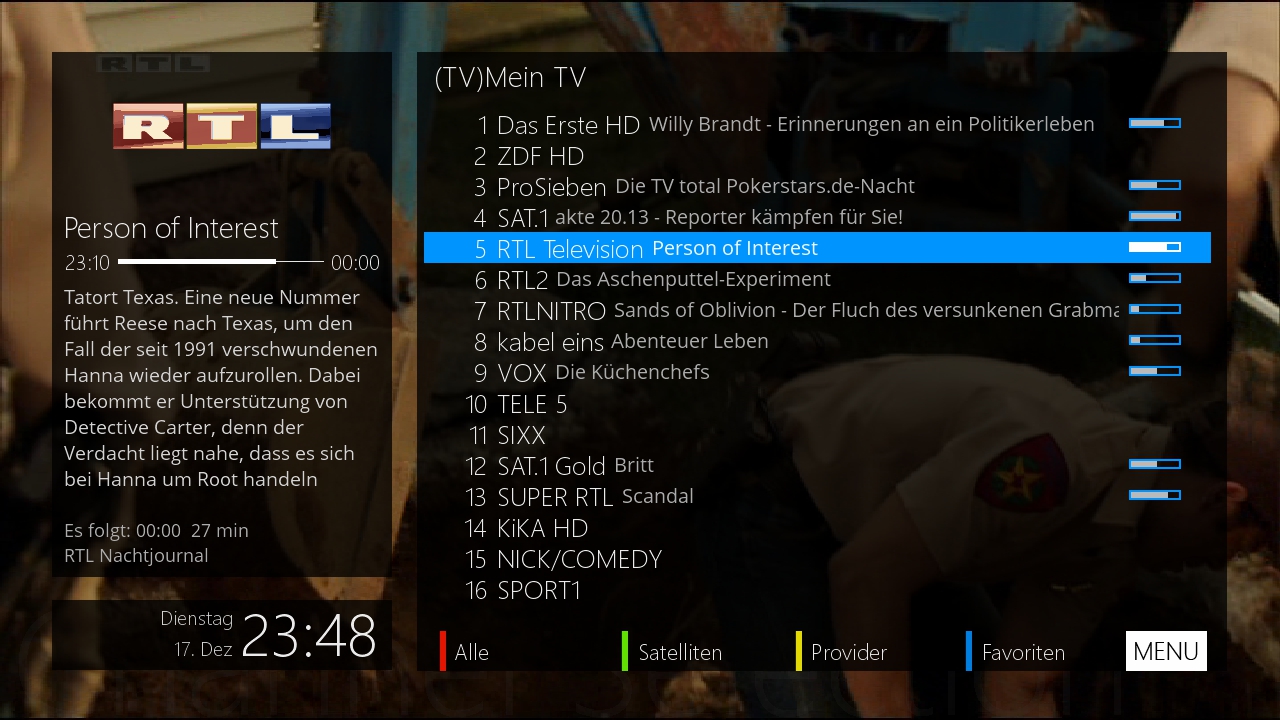 RTL
RTL
Person of Interest
23:10 00:00
Tatort Texas. Eine neue Nummer
führt Reese nach Texas, um den
Fall der seit 1991 verschwundenen
Hanna wieder aufzurollen. Dabei
bekommt er Unterstützung von
Detective Carter, denn der
Verdacht liegt nahe, dass es sich
bei Hanna um Root handeln
Es folgt: 00:00 27 min
RTL Nachtjournal
Dienstag
17. Dez
23:48
(TV)Mein TV
1 Das Erste HD Willy Brandt - Erinnerungen an ein Politikerleben
2 ZDF HD
3 ProSieben Die TV total Pokerstars.de-Nacht
4 SAT.1 akte 20.13 - Reporter kämpfen für Sie!
5 RTL Television Person of Interest
6 RTL2 Das Aschenputtel-Experiment
7 RTLNITRO Sands of Oblivion - Der Fluch des versunkenen Grabma
8 kabel eins Abenteuer Leben
9 VOX Die Küchenchefs
10 TELE 5
11 SIXX
12 SAT.1 Gold Britt
13 SUPER RTL Scandal
14 KiKA HD
15 NICK/COMEDY
16 SPORT1
Alle Satelliten Provider Favoriten MENU